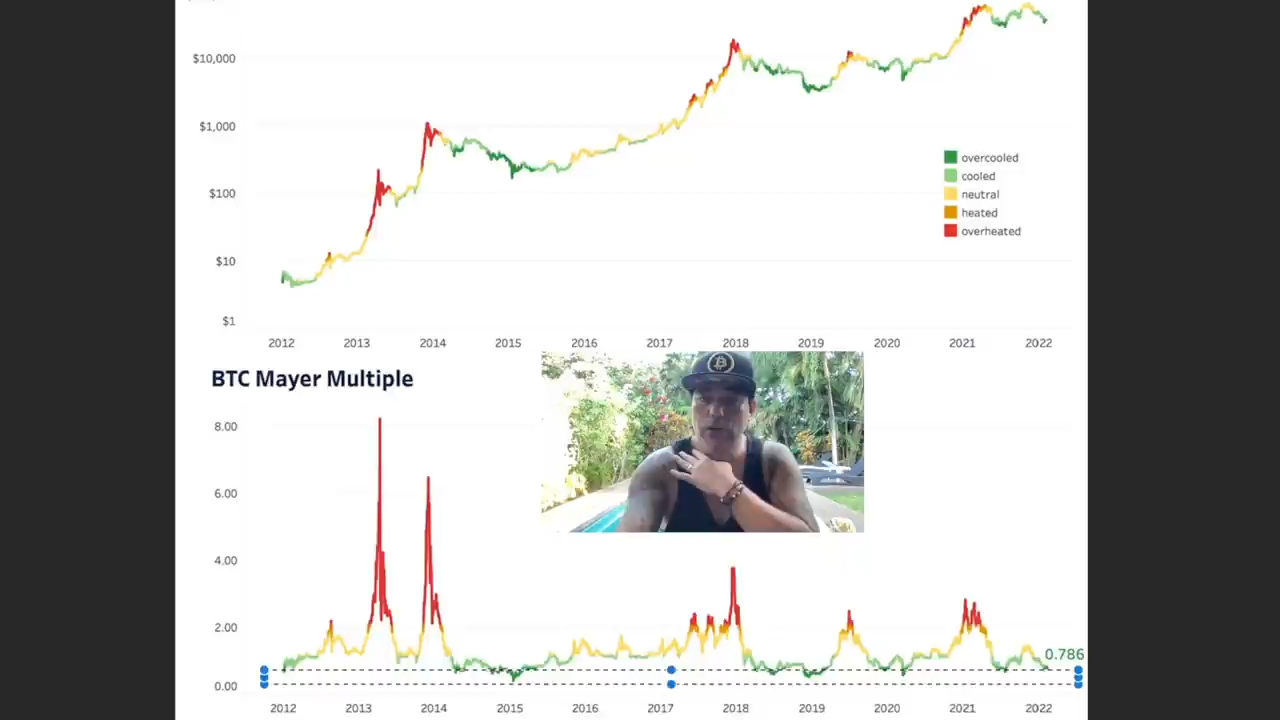 $10,000
$1,000
$100
$10
$1
overcooled
cooled
neutral
heated
overheated
2012 2013 2014 2015 2016 2017 2018 2019 2020 2021 2022
BTC Mayer Multiple
8.00
6.00
4.00
2.00
0.786
0.00
2012 2013 2014 2015 2016 2017 2018 2019 2020 2021 2022